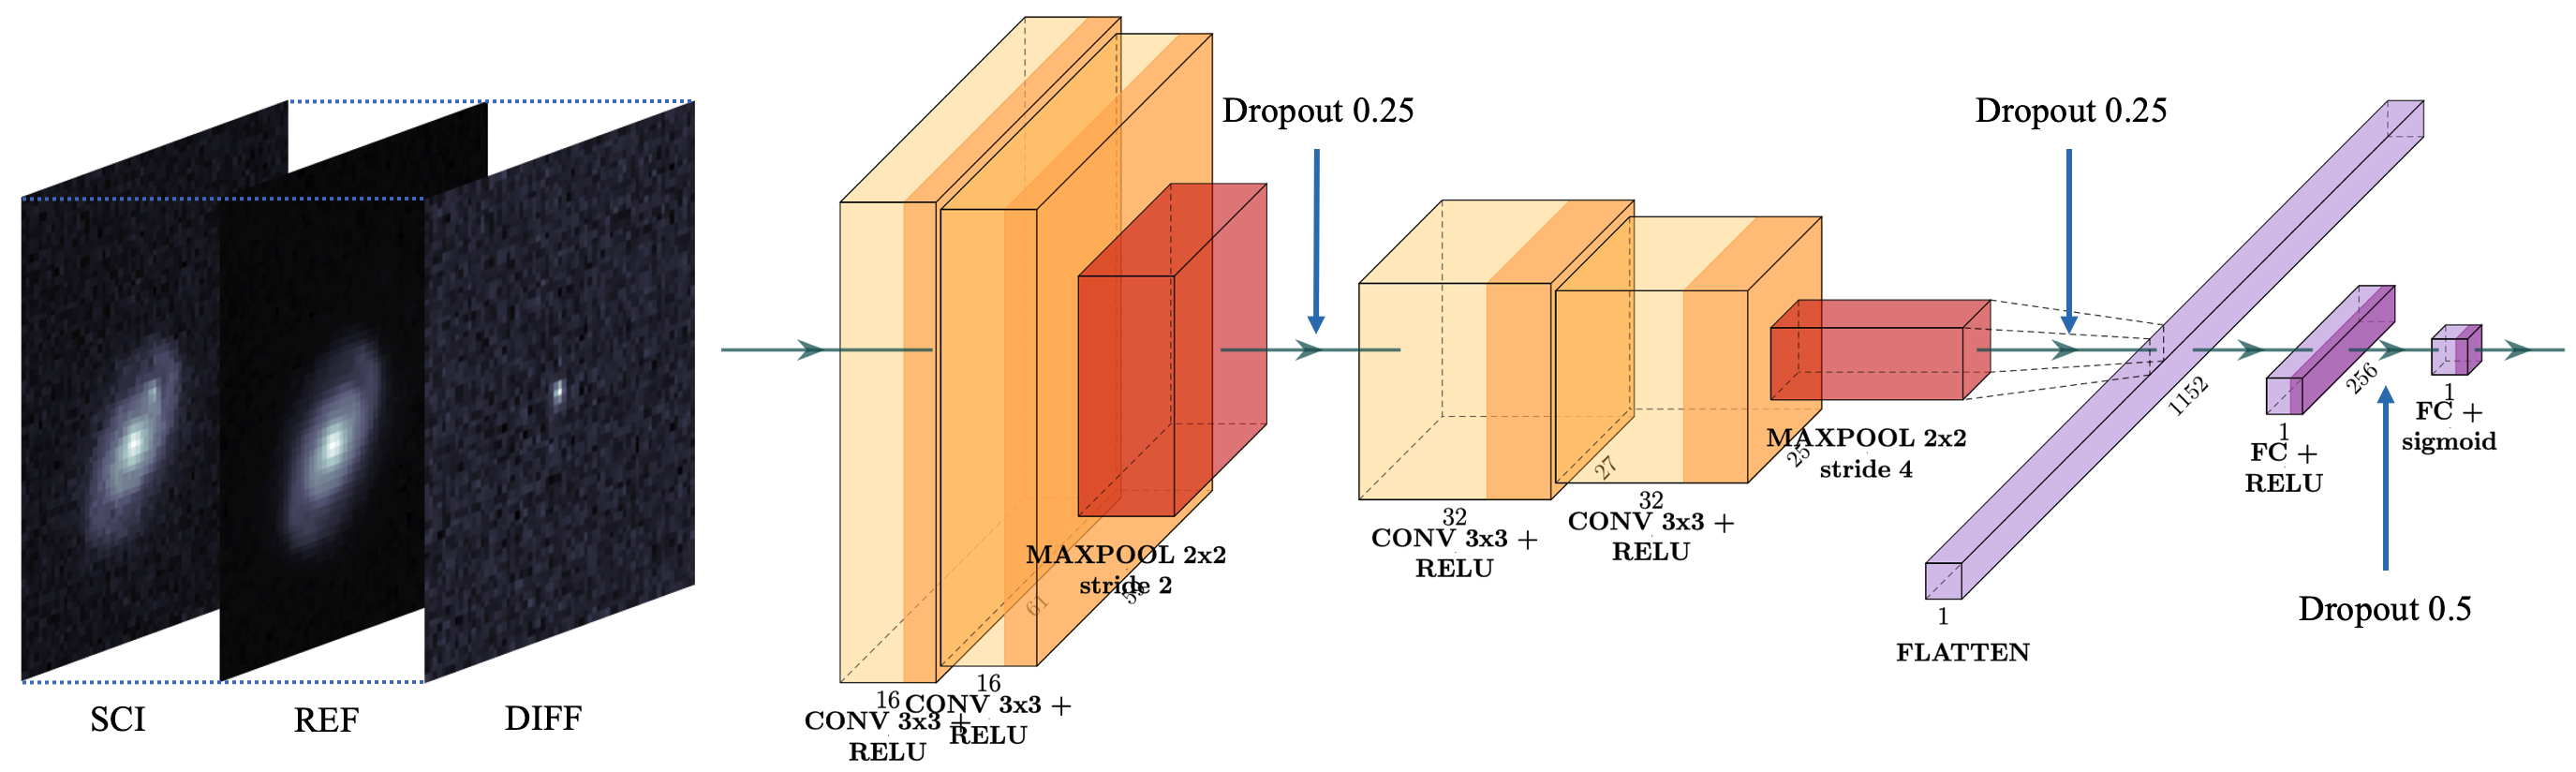 SCI
REF
DIFF
16
CONV 3x3 +
RELU
61
16
CONV 3x3 +
RELU
59
MAXPOOL 2x2
stride 2
Dropout 0.25
32
CONV 3x3 +
RELU
27
32
CONV 3x3 +
RELU
25
MAXPOOL 2x2
stride 4
Dropout 0.25
1
1152
FLATTEN
1
256
FC +
RELU
Dropout 0.5
1
FC +
sigmoid